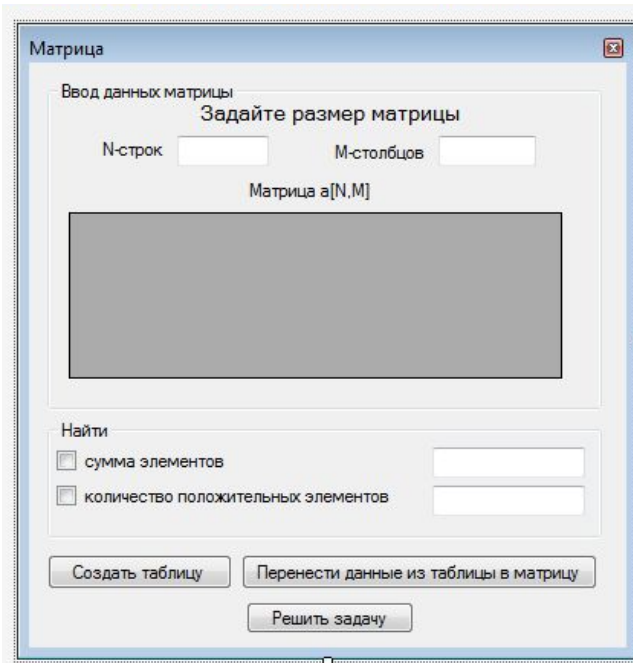 Матрица
Ввод данных матрицы
Задайте размер матрицы
N-строк M-столбцов
Матрица a[N,M]
Найти
сумма элементов
количество положительных элементов
Создать таблицу Перенести данные из таблицы в матрицу
Решить задачу